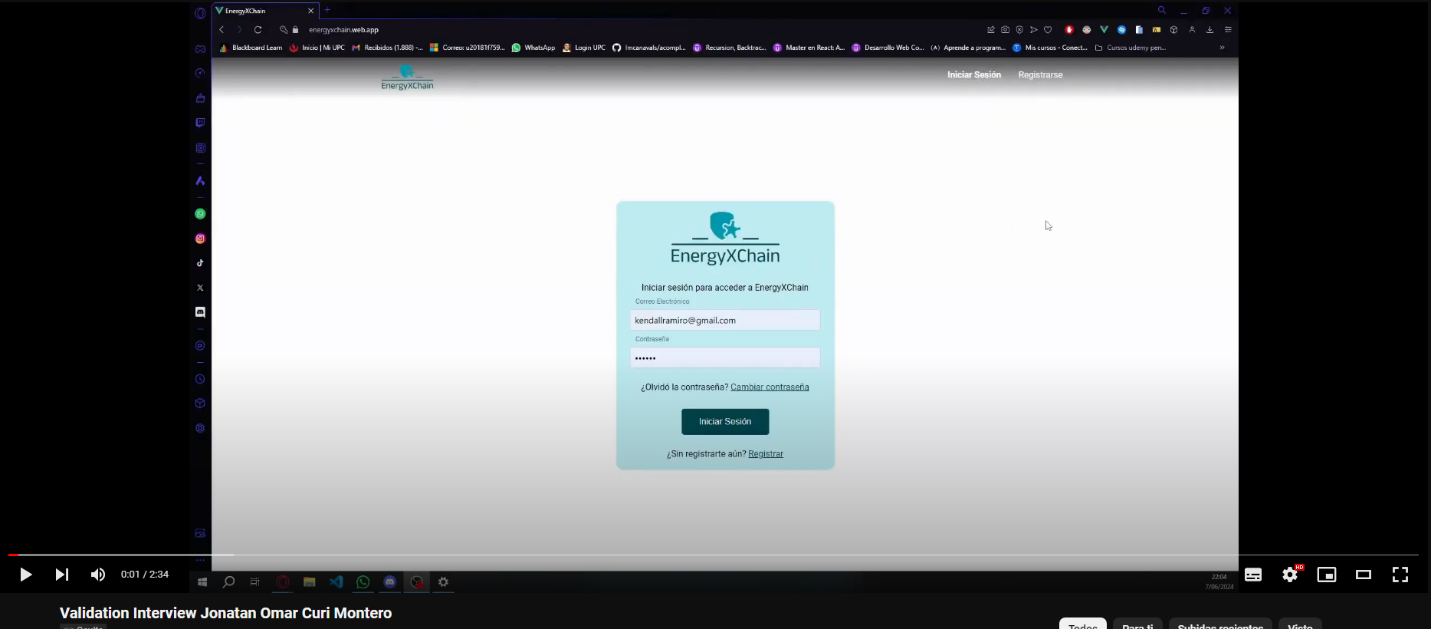 EnergyXChain
energyxchain.web.app
Blackboard Learn Inicio | Mi UPC Recibidos (1.888) -... Correo: u20181f759... WhatsApp Login UPC lmcanavals/acompl... Recursion, Backtrac... Master en React: A... Desarrollo Web Co... Aprende a program... Mis cursos - Conect... Cursos udemy pen...
EnergyXChain
Iniciar Sesión Registrarse
EnergyXChain
Iniciar sesión para acceder a EnergyXChain
Correo Electrónico
kendallramiro@gmail.com
Contraseña
••••••
¿Olvidó la contraseña? Cambiar contraseña
Iniciar Sesión
¿Sin registrarte aún? Registrar
0:01 / 2:34
HD
22:04
7/06/2024
Validation Interview Jonatan Omar Curi Montero
Oculto
Todos Para ti Subidas recientes Visto